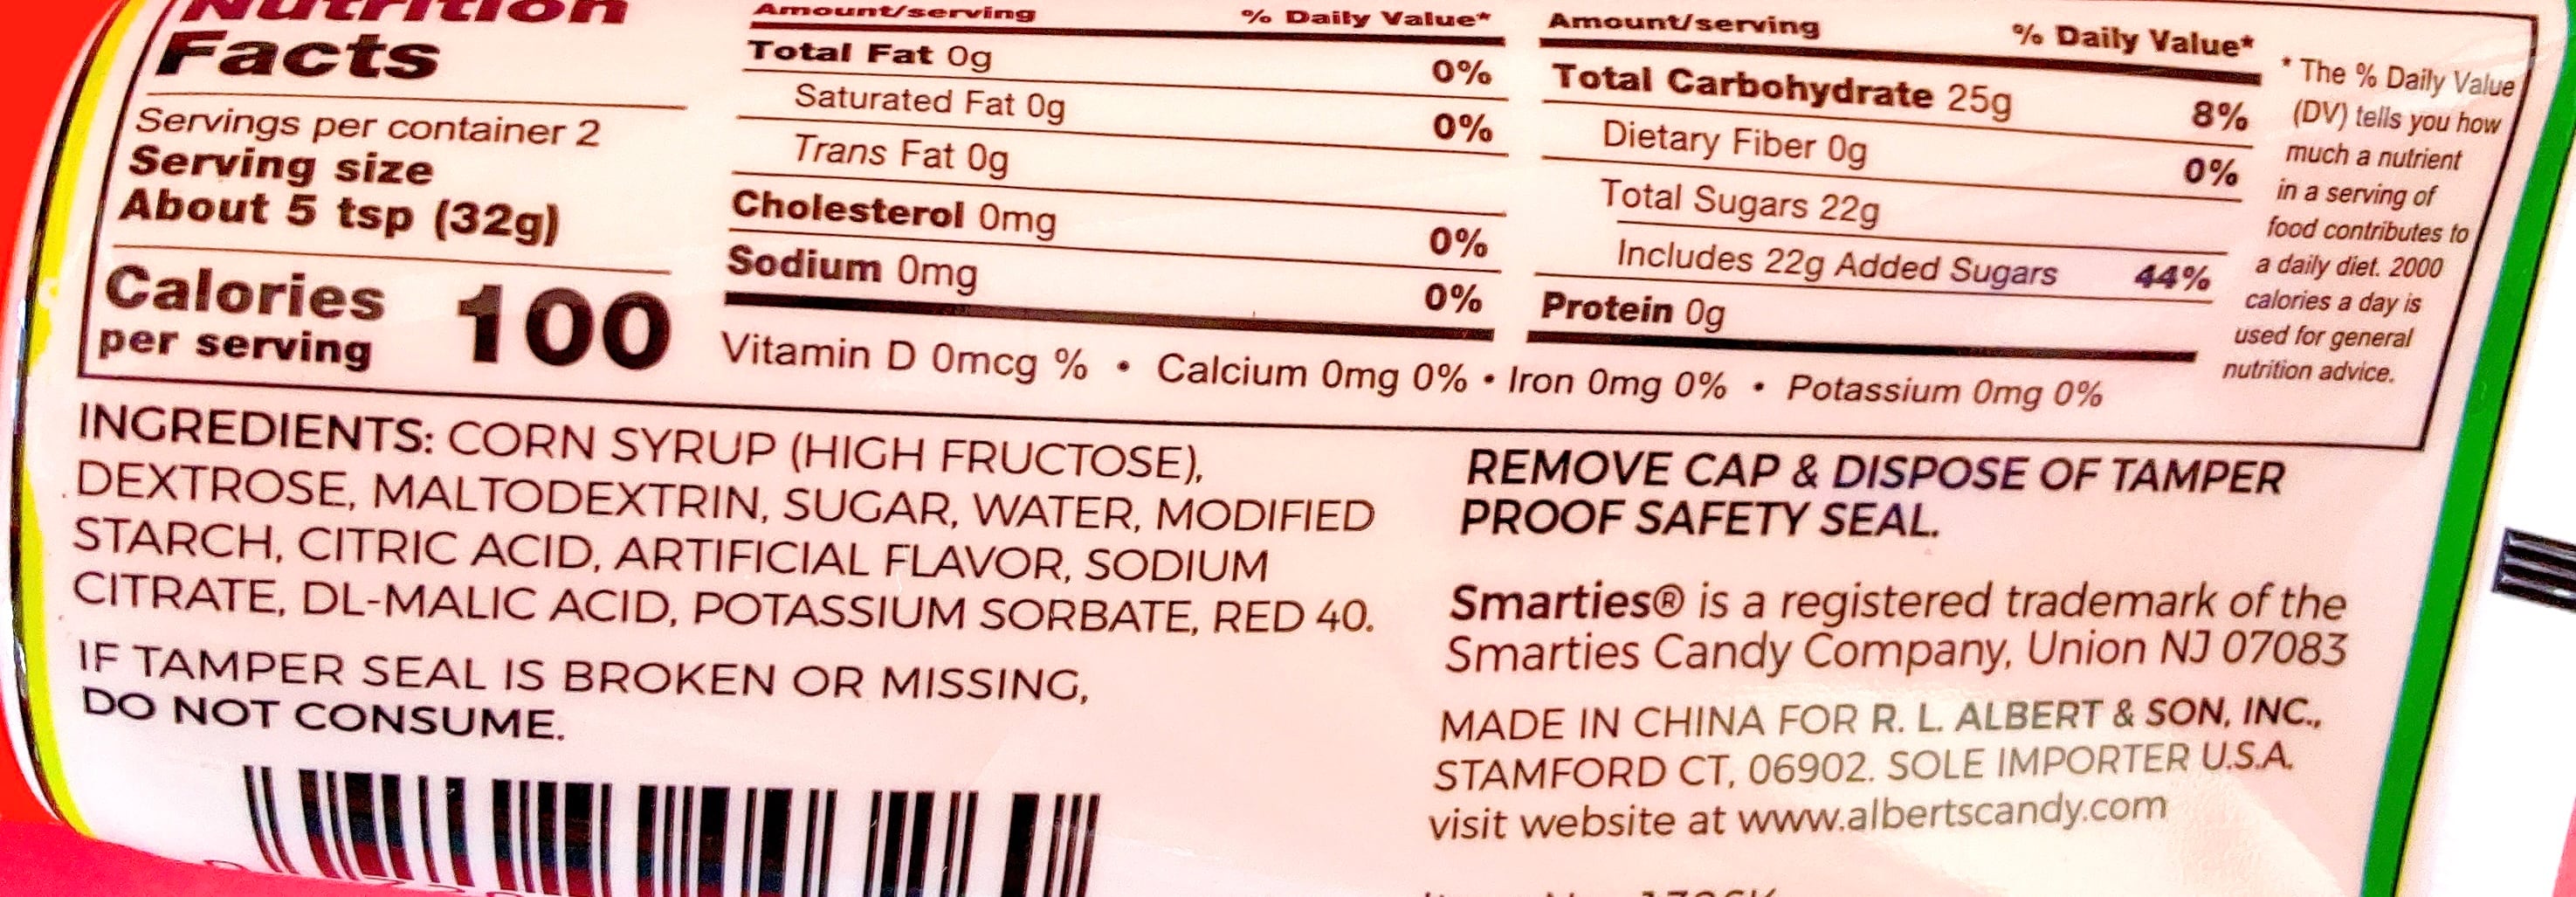 Nutrition
Facts
Servings per container 2
Serving size
About 5 tsp (32g)
Calories
per serving 100
Amount/serving % Daily Value*
Total Fat 0g 0%
Saturated Fat 0g 0%
Trans Fat 0g
Cholesterol 0mg 0%
Sodium 0mg 0%
Amount/serving % Daily Value*
Total Carbohydrate 25g 8%
Dietary Fiber 0g 0%
Total Sugars 22g
Includes 22g Added Sugars 44%
Protein 0g
Vitamin D 0mcg % • Calcium 0mg 0% • Iron 0mg 0% • Potassium 0mg 0%
* The % Daily Value
(DV) tells you how
much a nutrient
in a serving of
food contributes to
a daily diet. 2000
calories a day is
used for general
nutrition advice.
INGREDIENTS: CORN SYRUP (HIGH FRUCTOSE),
DEXTROSE, MALTODEXTRIN, SUGAR, WATER, MODIFIED
STARCH, CITRIC ACID, ARTIFICIAL FLAVOR, SODIUM
CITRATE, DL-MALIC ACID, POTASSIUM SORBATE, RED 40.
IF TAMPER SEAL IS BROKEN OR MISSING,
DO NOT CONSUME.
REMOVE CAP & DISPOSE OF TAMPER
PROOF SAFETY SEAL.
Smarties® is a registered trademark of the
Smarties Candy Company, Union NJ 07083
MADE IN CHINA FOR R. L. ALBERT & SON, INC.,
STAMFORD CT, 06902. SOLE IMPORTER U.S.A.
visit website at www.albertscandy.com